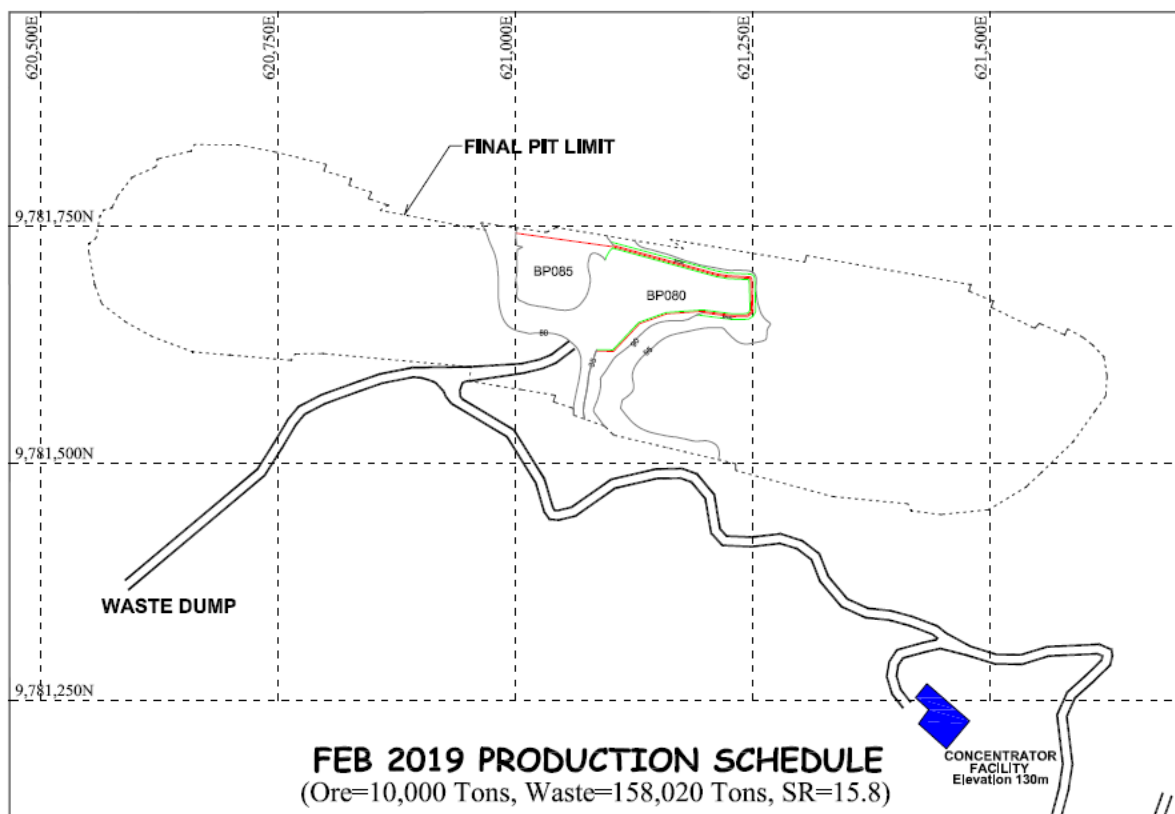 620,500E
620,750E
621,000E
621,250E
621,500E
FINAL PIT LIMIT
9,781,750N
BP085
BP080
80
9,781,500N
WASTE DUMP
9,781,250N
CONCENTRATOR
FACILITY
Elevation 130m
FEB 2019 PRODUCTION SCHEDULE
(Ore=10,000 Tons, Waste=158,020 Tons, SR=15.8)